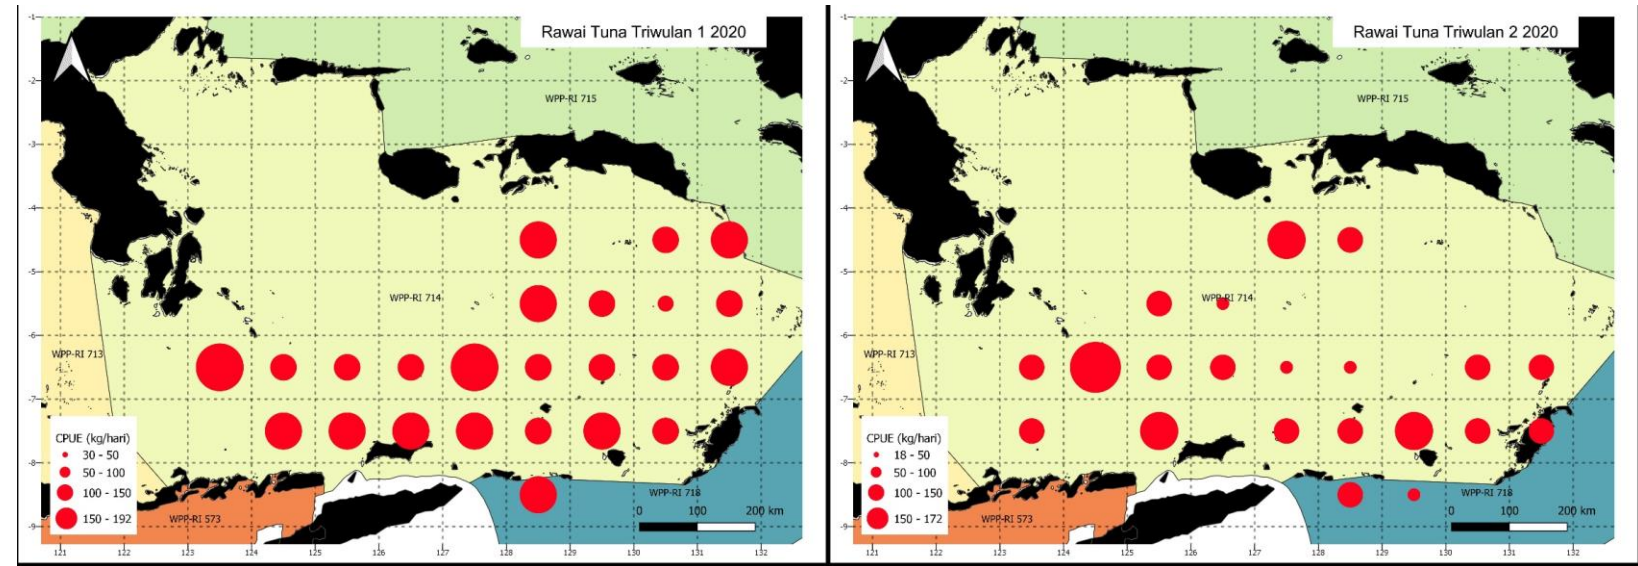 Rawai Tuna Triwulan 1 2020
-1
-2
-3
-4
-5
-6
-7
-8
-9
WPP-RI 715
WPP-RI 714
WPP-RI 713
WPP-RI 718
WPP-RI 573
CPUE (kg/hari)
30 - 50
50 - 100
100 - 150
150 - 192
0 100 200 km
121 122 123 124 125 126 127 128 129 130 131 132
Rawai Tuna Triwulan 2 2020
-1
-2
-3
-4
-5
-6
-7
-8
-9
WPP-RI 715
WPP-RI 714
WPP-RI 713
WPP-RI 718
WPP-RI 573
CPUE (kg/hari)
18 - 50
50 - 100
100 - 150
150 - 172
0 100 200 km
121 122 123 124 125 126 127 128 129 130 131 132